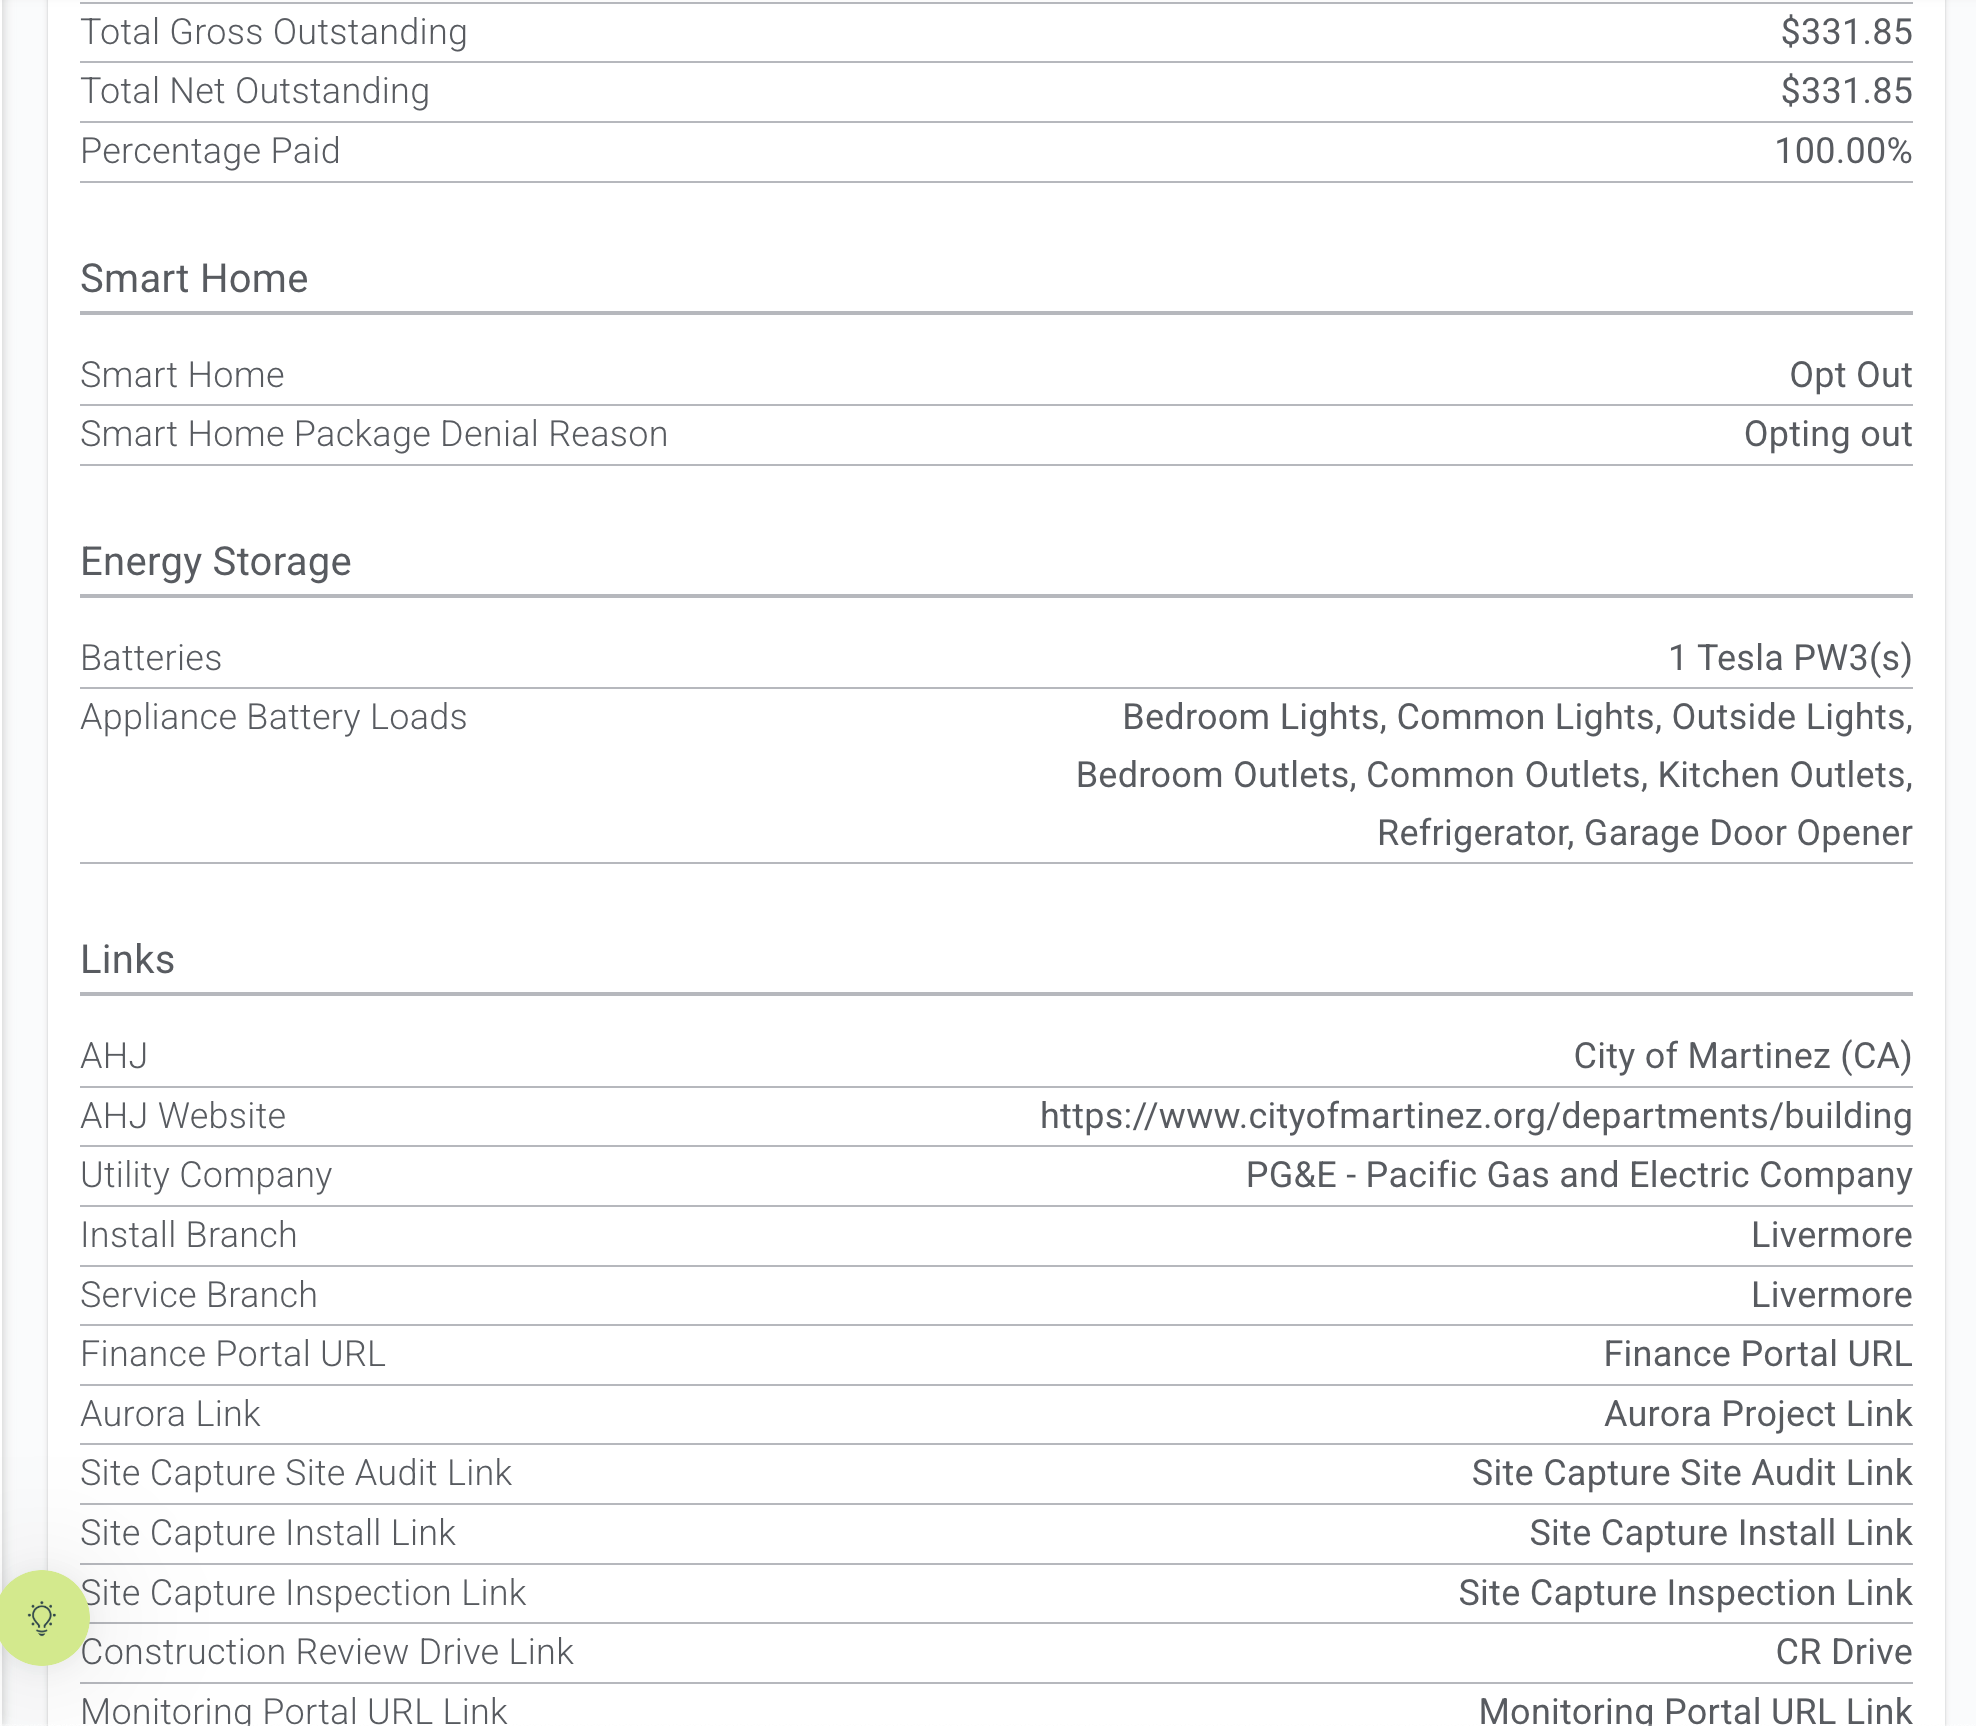 Total Gross Outstanding $331.85
Total Net Outstanding $331.85
Percentage Paid 100.00%
Smart Home
Smart Home Opt Out
Smart Home Package Denial Reason Opting out
Energy Storage
Batteries 1 Tesla PW3(s)
Appliance Battery Loads Bedroom Lights, Common Lights, Outside Lights,
Bedroom Outlets, Common Outlets, Kitchen Outlets,
Refrigerator, Garage Door Opener
Links
AHJ City of Martinez (CA)
AHJ Website https://www.cityofmartinez.org/departments/building
Utility Company PG&E - Pacific Gas and Electric Company
Install Branch Livermore
Service Branch Livermore
Finance Portal URL Finance Portal URL
Aurora Link Aurora Project Link
Site Capture Site Audit Link Site Capture Site Audit Link
Site Capture Install Link Site Capture Install Link
Site Capture Inspection Link Site Capture Inspection Link
Construction Review Drive Link CR Drive
Monitoring Portal URL Link Monitoring Portal URL Link